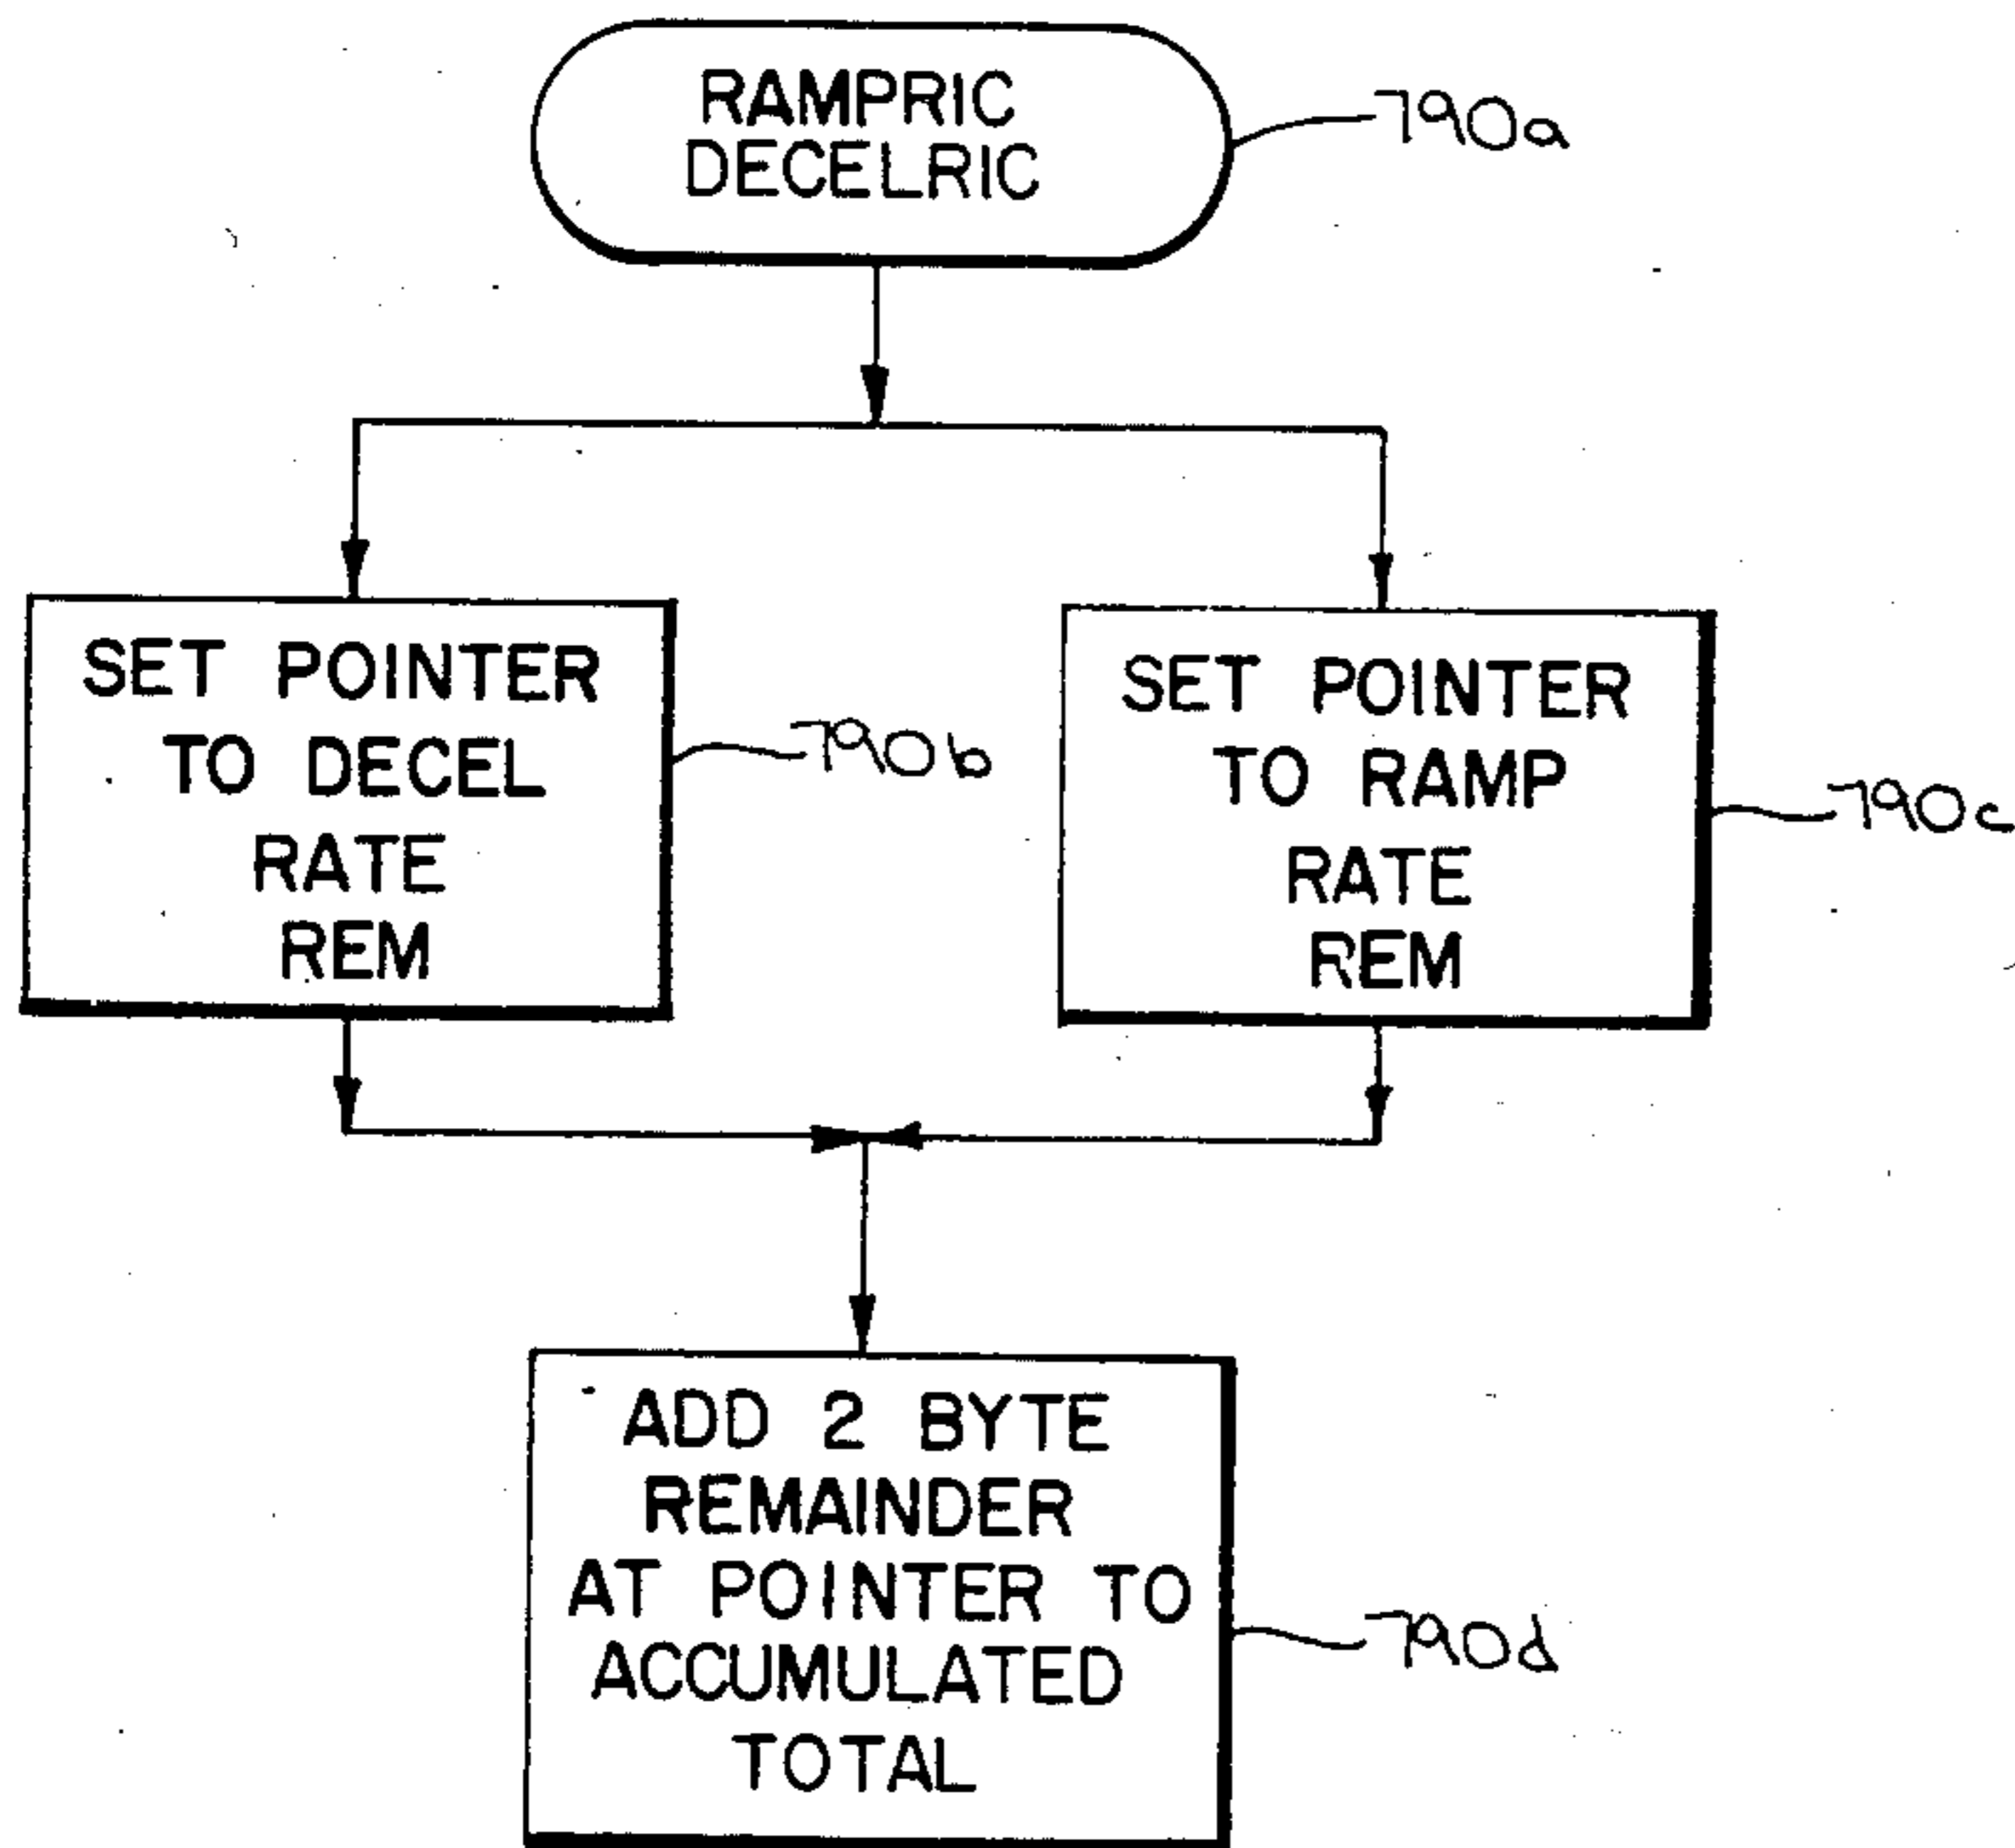 RAMPRIC
DECELRIC
790a
SET POINTER
TO DECEL
RATE
REM
790b
SET POINTER
TO RAMP
RATE
REM
790c
ADD 2 BYTE
REMAINDER
AT POINTER TO
ACCUMULATED
TOTAL
790d